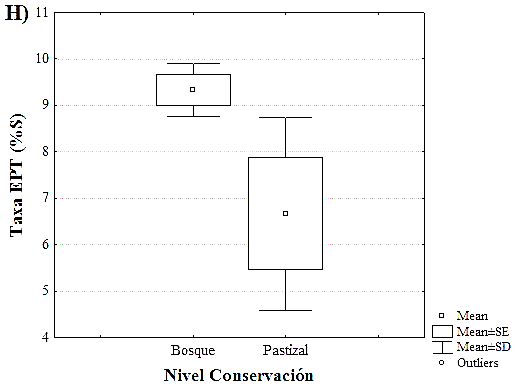 H)
11
10
9
8
7
6
5
4
Taxa EPT (%S)
Bosque Pastizal
Nivel Conservación
Mean
Mean±SE
Mean±SD
Outliers